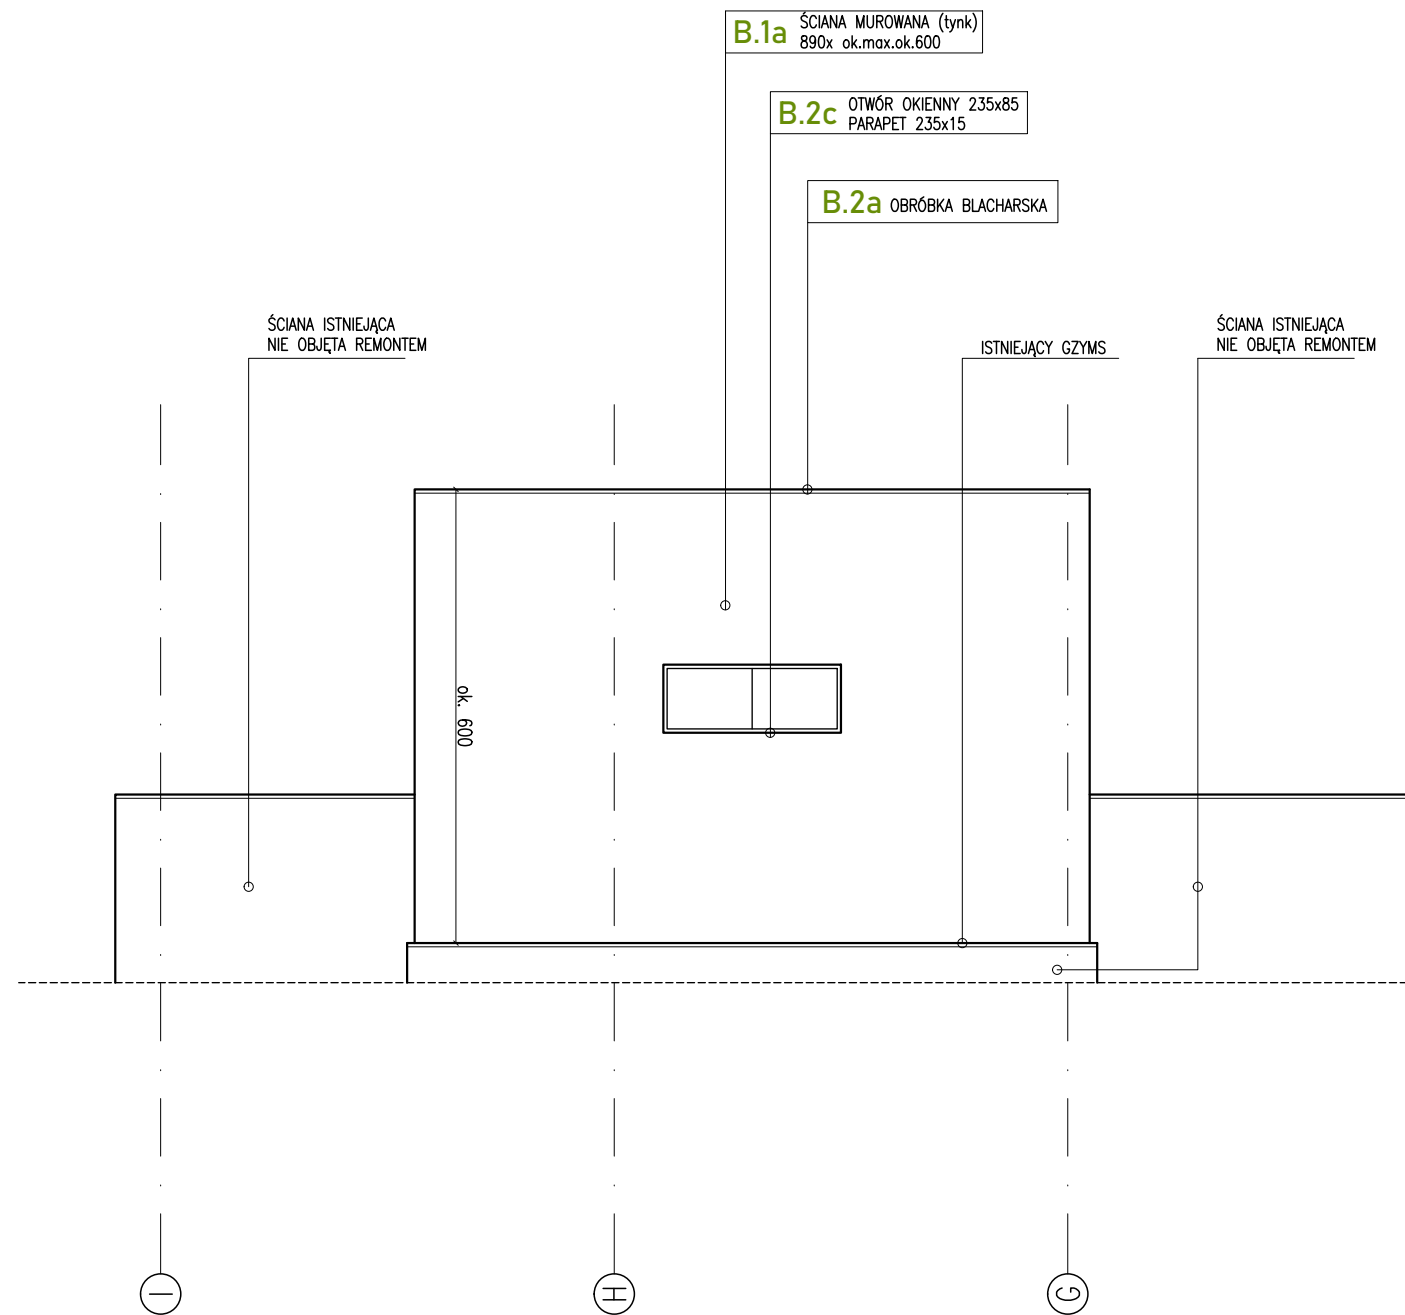 B.1a ŚCIANA MUROWANA (tynk)
890x ok.max.ok.600
B.2c OTWÓR OKIENNY 235x85
PARAPET 235x15
B.2a OBRÓBKA BLACHARSKA
ŚCIANA ISTNIEJĄCA
NIE OBJĘTA REMONTEM
ISTNIEJĄCY GZYMS
ŚCIANA ISTNIEJĄCA
NIE OBJĘTA REMONTEM
ok. 600
I
H
G